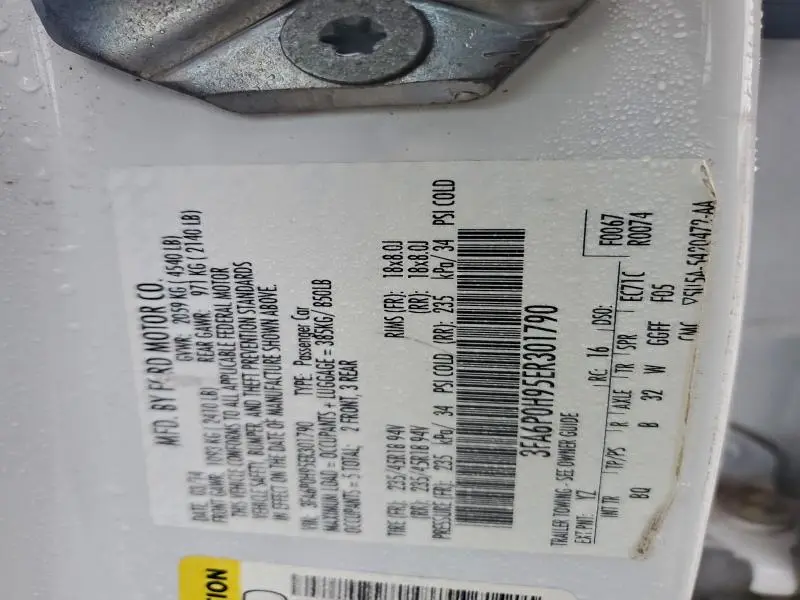 MFD. BY FORD MOTOR CO.
DATE: 03/14 GVWR: 2059 KG (4540 LB)
FRONT GAWR: 1093 KG (2410 LB) REAR GAWR: 971 KG (2140 LB)
THIS VEHICLE CONFORMS TO ALL APPLICABLE FEDERAL MOTOR
VEHICLE SAFETY, BUMPER, AND THEFT PREVENTION STANDARDS
IN EFFECT ON THE DATE OF MANUFACTURE SHOWN ABOVE.
VIN: 3FA6P0H95ER301790 TYPE: Passenger Car
MAXIMUM LOAD = OCCUPANTS + LUGGAGE = 385KG/ 850LB
OCCUPANTS = 5 TOTAL; 2 FRONT, 3 REAR
TIRE (FR): 235/45R18 94V RIMS (FR): 18x8.0J
(RR): 235/45R18 94V (RR): 18x8.0J
PRESSURE (FR): 235 kPa/ 34 PSI COLD (RR): 235 kPa/ 34 PSI COLD
3FA6P0H95ER301790
TRAILER TOWING - SEE OWNER GUIDE F0067
EXT PNT: YZ RC: 16 DSO: R0074
INT TR TP/PS R AXLE TR SPR EC71C
BQ B 32 W GGFF F05
TION